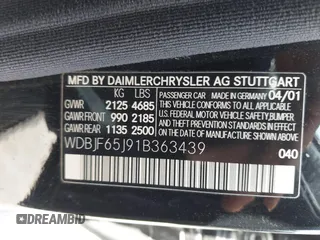 MFD BY DAIMLERCHRYSLER AG STUTTGART
KG LBS PASSENGER CAR MADE IN GERMANY 04/01
GVWR 2125 4685 THIS VEHICLE CONFORMS TO ALL
GAWR FRONT 990 2185 APPLICABLE U.S. FEDERAL MOTOR
GAWR REAR 1135 2500 VEHICLE SAFETY, BUMPER
AND THEFT PREVENTION STANDARDS
IN EFFECT ON THE DATE OF
MANUFACTURE SHOWN ABOVE
WDBJF65J91B363439 040
AUTOBIDMASTER